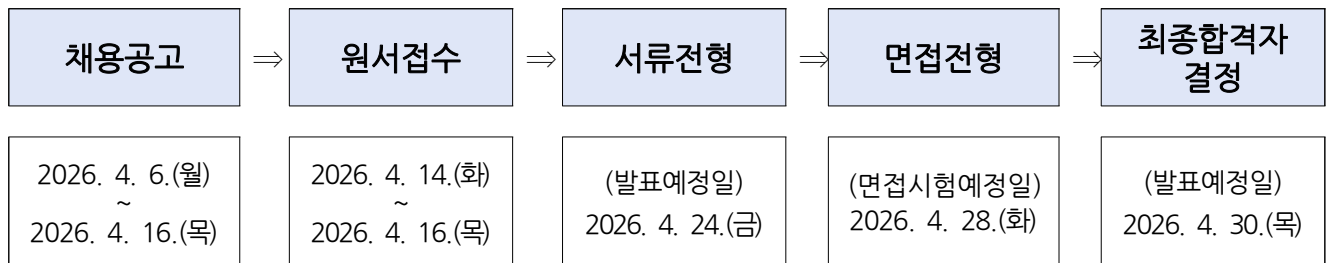 채용공고 ⇒ 원서접수 ⇒ 서류전형 ⇒ 면접전형 ⇒ 최종합격자
결정
2026. 4. 6.(월)
~
2026. 4. 16.(목)
2026. 4. 14.(화)
~
2026. 4. 16.(목)
(발표예정일)
2026. 4. 24.(금)
(면접시험예정일)
2026. 4. 28.(화)
(발표예정일)
2026. 4. 30.(목)